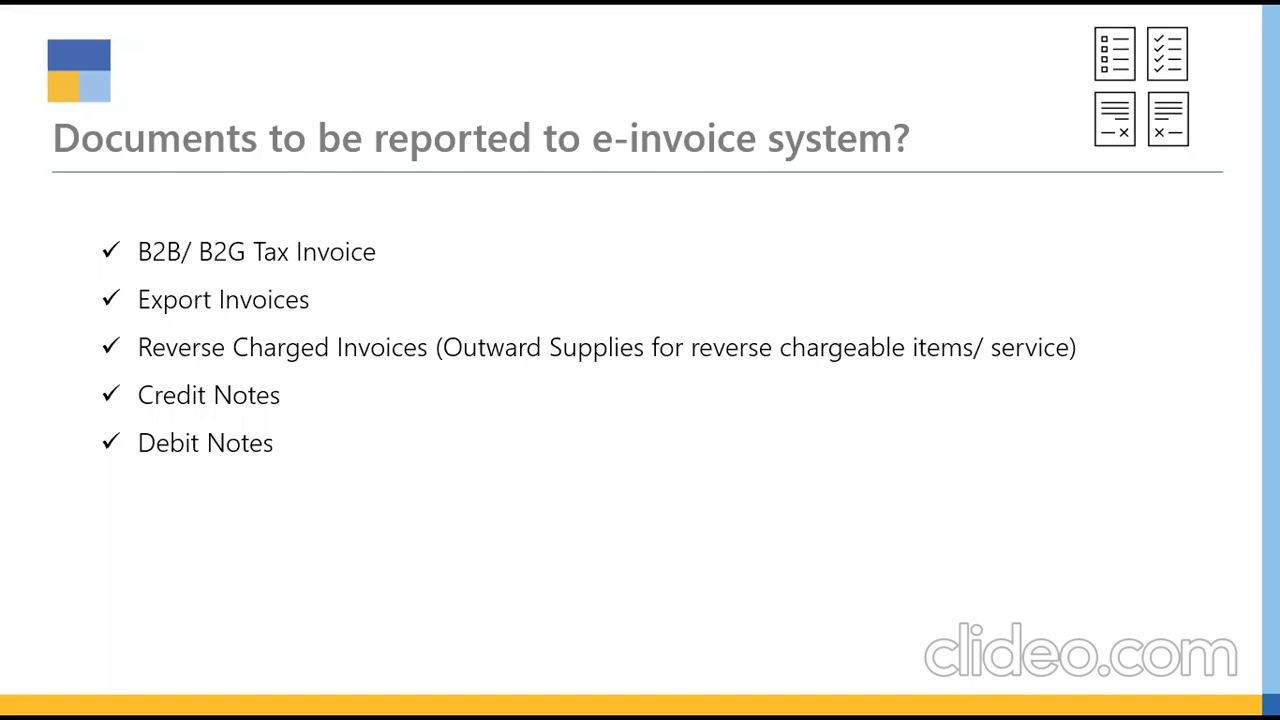 Documents to be reported to e-invoice system?
✓ B2B/ B2G Tax Invoice
✓ Export Invoices
✓ Reverse Charged Invoices (Outward Supplies for reverse chargeable items/ service)
✓ Credit Notes
✓ Debit Notes
clideo.com